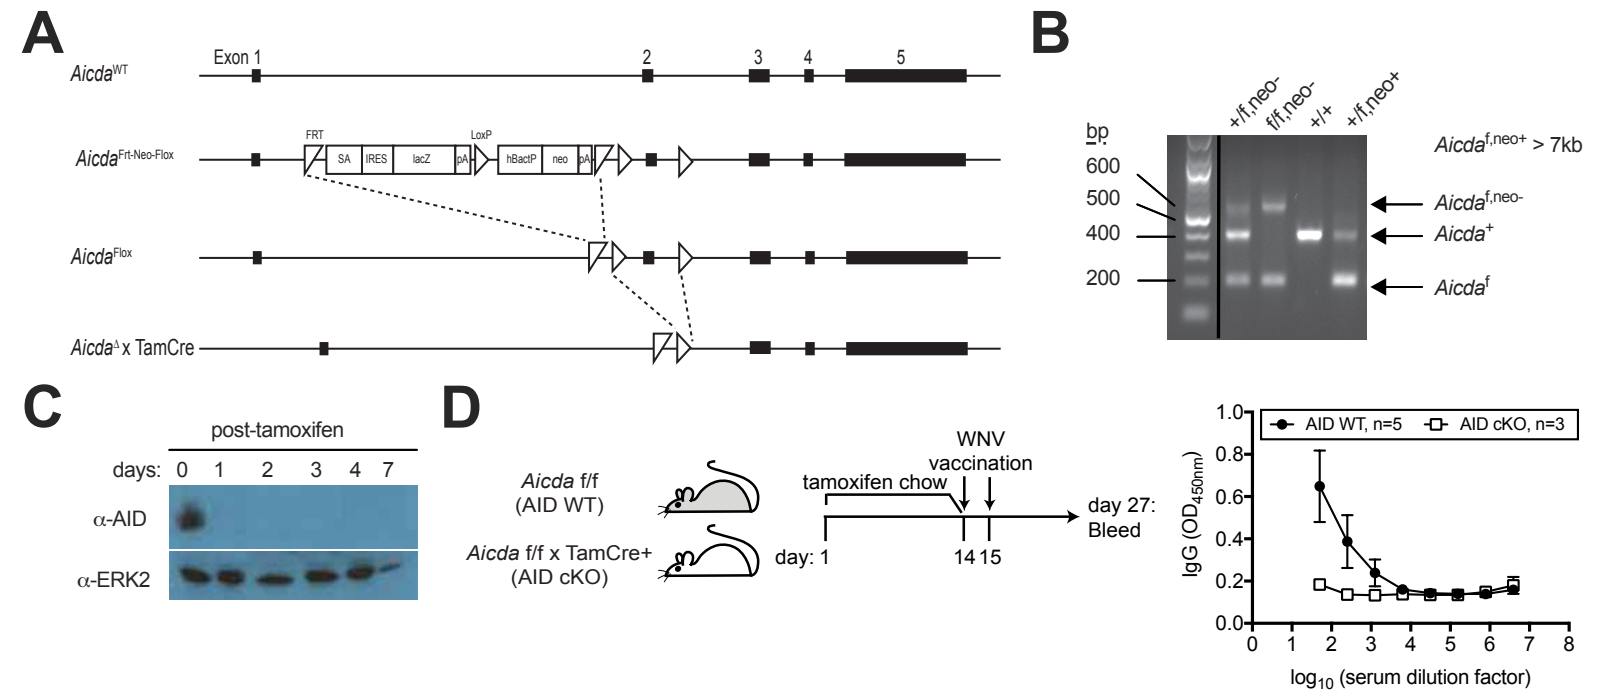 A
Exon 1 2 3 4 5
AicdaWT
FRT LoxP
AicdaFrt-Neo-Flox
SA IRES lacZ pA hBactP neo pA
AicdaFlox
AicdaΔ x TamCre
B
+/f,neo- f/f,neo- +/+ +/f,neo+
bp
600
500
400
200
Aicdaf,neo+ > 7kb
Aicdaf,neo-
Aicda+
Aicdaf
C
post-tamoxifen
days: 0 1 2 3 4 7
α-AID
α-ERK2
D
Aicda f/f
(AID WT)
Aicda f/f x TamCre+
(AID cKO)
WNV
vaccination
tamoxifen chow
day: 1 14 15
day 27:
Bleed
AID WT, n=5 AID cKO, n=3
IgG (OD450nm)
1.0
0.8
0.6
0.4
0.2
0.0
0 1 2 3 4 5 6 7 8
log10 (serum dilution factor)